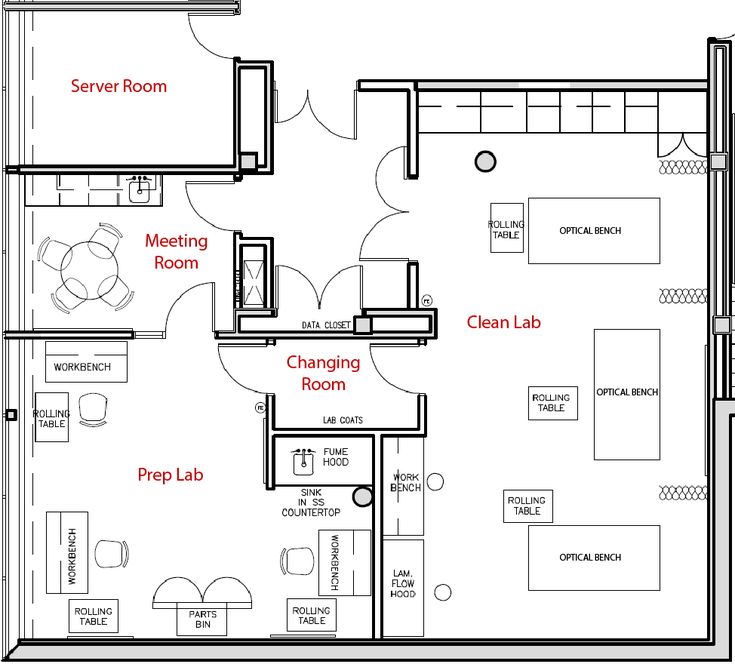 Server Room
Meeting
Room
ROLLING
TABLE
OPTICAL BENCH
DATA CLOSET
FE
Clean Lab
Changing
Room
WORKBENCH
OPTICAL BENCH
ROLLING
TABLE
ROLLING
TABLE
FE
LAB COATS
Prep Lab
FUME
HOOD
WORK
BENCH
SINK
IN SS
COUNTERTOP
ROLLING
TABLE
WORKBENCH
WORKBENCH
OPTICAL BENCH
LAM.
FLOW
HOOD
ROLLING
TABLE
PARTS
BIN
ROLLING
TABLE